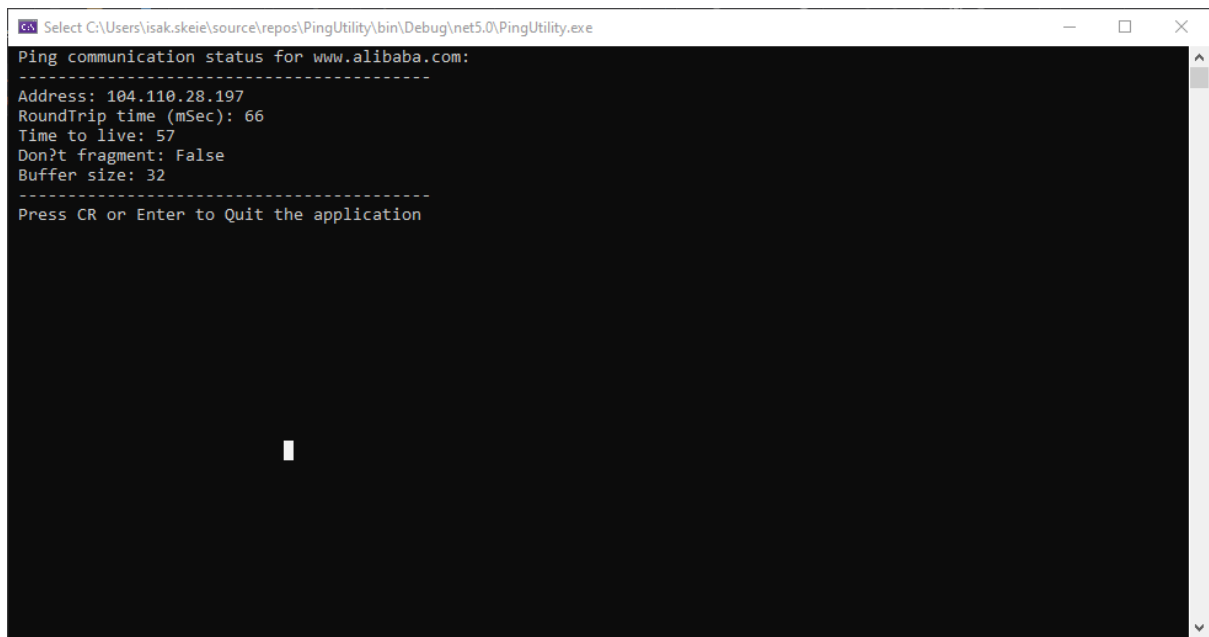 Select C:\Users\isak.skeie\source\repos\PingUtility\bin\Debug\net5.0\PingUtility.exe
Ping communication status for www.alibaba.com:
------------------------------------------
Address: 104.110.28.197
RoundTrip time (mSec): 66
Time to live: 57
Don?t fragment: False
Buffer size: 32
------------------------------------------
Press CR or Enter to Quit the application